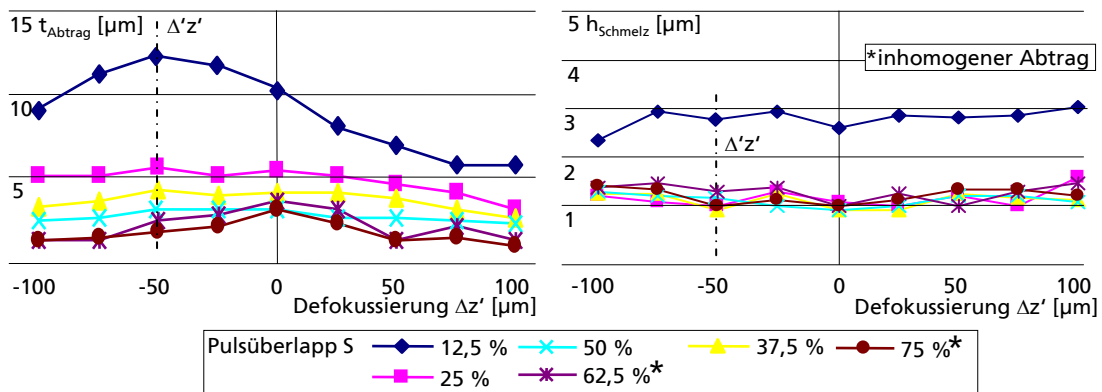 15 t_Abtrag [µm] Δ'z'
10
5
-100 -50 0 50 100
Defokussierung Δz' [µm]
5 h_Schmelz [µm]
*inhomogener Abtrag
4
3
Δ'z'
2
1
-100 -50 0 50 100
Defokussierung Δz' [µm]
Pulsüberlapp S 12,5 % 50 % 37,5 % 75 %*
25 % 62,5 %*